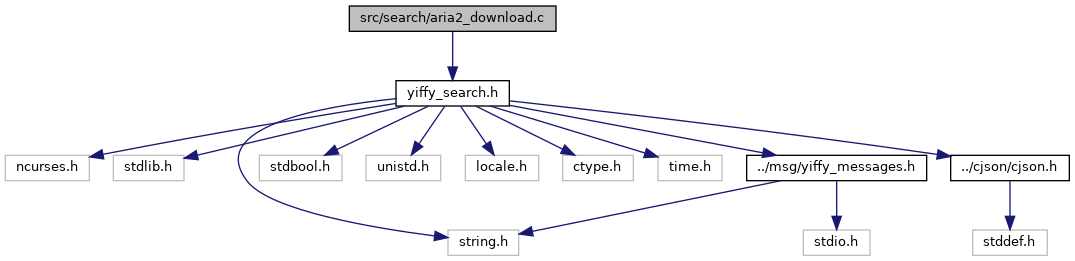 src/search/aria2_download.c
yiffy_search.h
ncurses.h
stdlib.h
stdbool.h
unistd.h
locale.h
ctype.h
time.h
../msg/yiffy_messages.h
../cjson/cjson.h
string.h
stdio.h
stddef.h